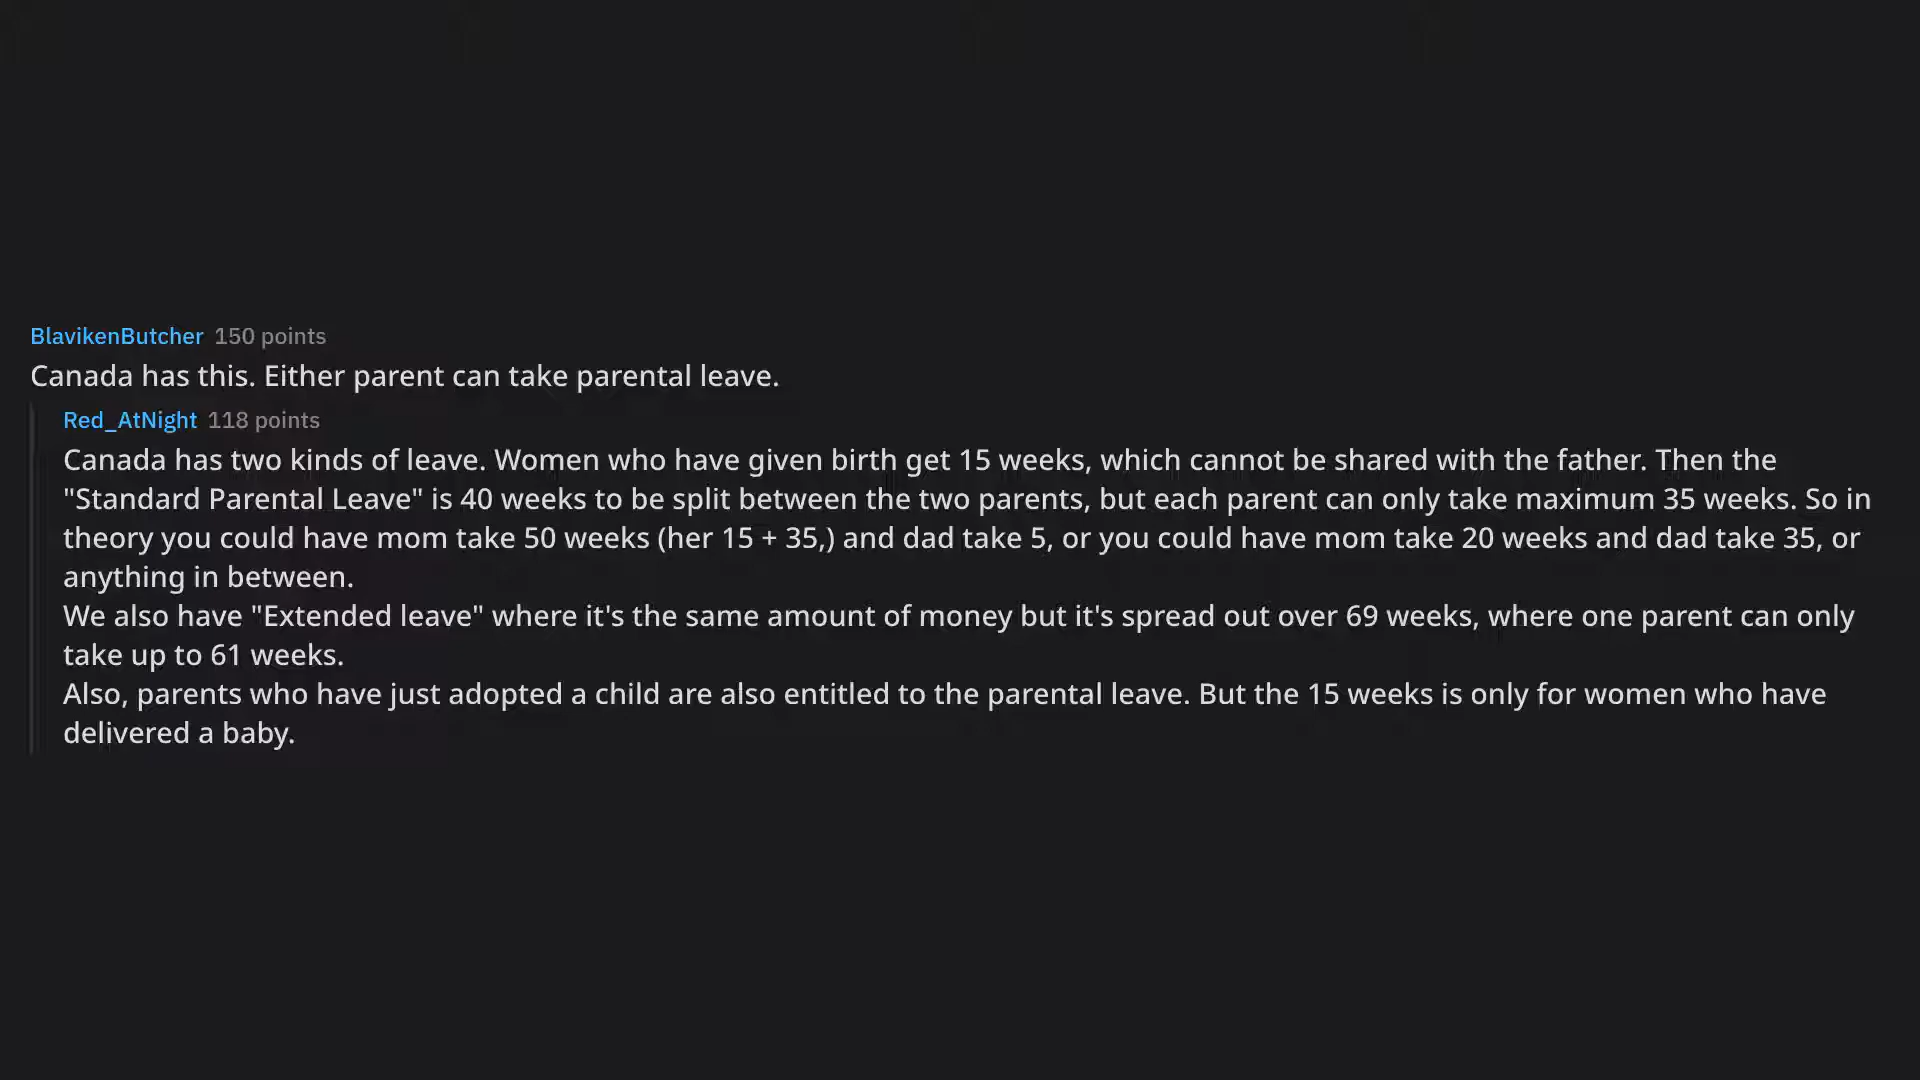 BlavikenButcher 150 points
Canada has this. Either parent can take parental leave.
Red_AtNight 118 points
Canada has two kinds of leave. Women who have given birth get 15 weeks, which cannot be shared with the father. Then the
"Standard Parental Leave" is 40 weeks to be split between the two parents, but each parent can only take maximum 35 weeks. So in
theory you could have mom take 50 weeks (her 15 + 35,) and dad take 5, or you could have mom take 20 weeks and dad take 35, or
anything in between.
We also have "Extended leave" where it's the same amount of money but it's spread out over 69 weeks, where one parent can only
take up to 61 weeks.
Also, parents who have just adopted a child are also entitled to the parental leave. But the 15 weeks is only for women who have
delivered a baby.